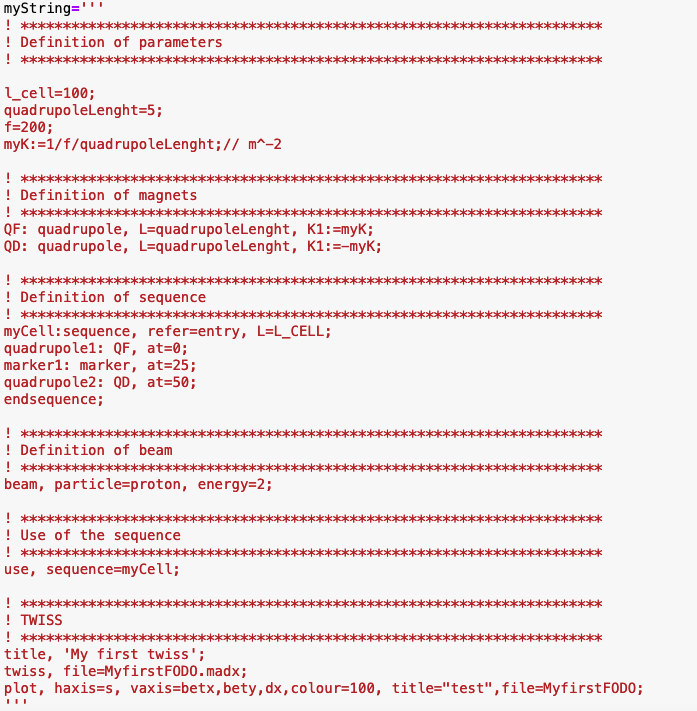 myString='''
! *********************************************************************
! Definition of parameters
! *********************************************************************
l_cell=100;
quadrupoleLenght=5;
f=200;
myK:=1/f/quadrupoleLenght;// m^-2
! *********************************************************************
! Definition of magnets
! *********************************************************************
QF: quadrupole, L=quadrupoleLenght, K1:=myK;
QD: quadrupole, L=quadrupoleLenght, K1:=-myK;
! *********************************************************************
! Definition of sequence
! *********************************************************************
myCell:sequence, refer=entry, L=L_CELL;
quadrupole1: QF, at=0;
marker1: marker, at=25;
quadrupole2: QD, at=50;
endsequence;
! *********************************************************************
! Definition of beam
! *********************************************************************
beam, particle=proton, energy=2;
! *********************************************************************
! Use of the sequence
! *********************************************************************
use, sequence=myCell;
! *********************************************************************
! TWISS
! *********************************************************************
title, 'My first twiss';
twiss, file=MyfirstFODO.madx;
plot, haxis=s, vaxis=betx,bety,dx,colour=100, title="test",file=MyfirstFODO;
'''